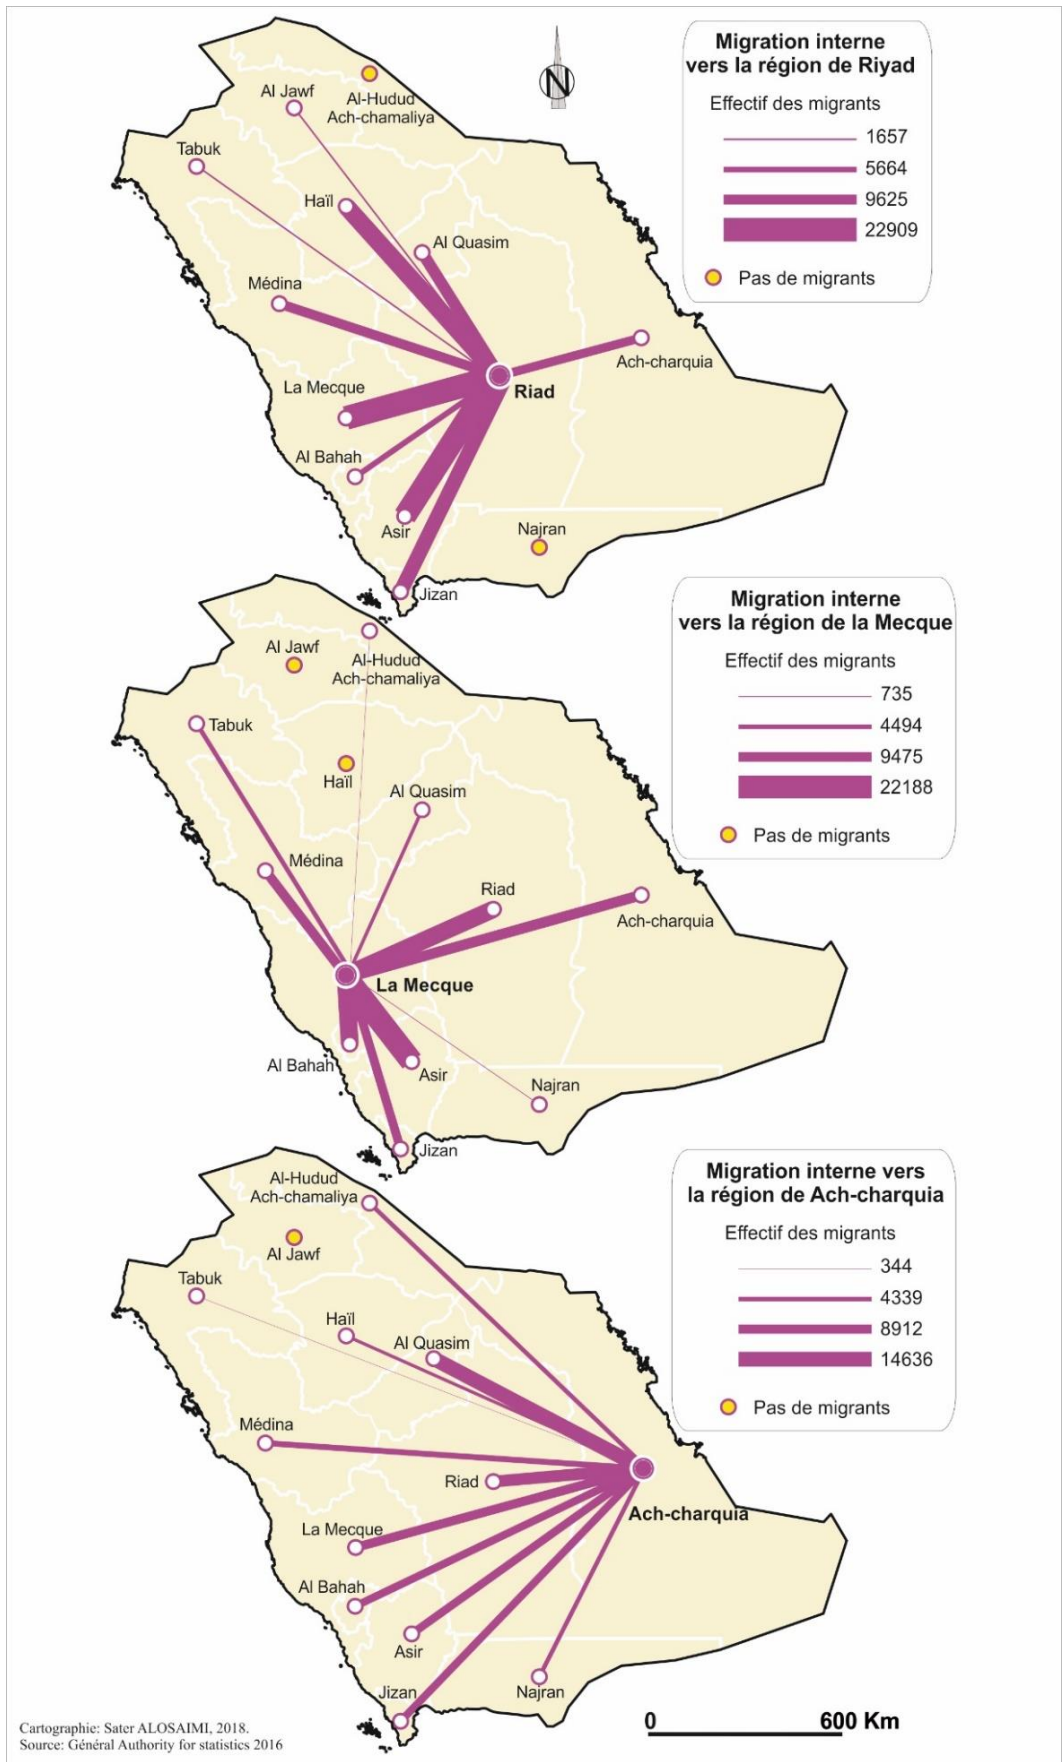 Migration interne
vers la région de Riyad
Effectif des migrants
1657
5664
9625
22909
Pas de migrants
N
Al Jawf
Al-Hudud
Ach-chamaliya
Tabuk
Haïl
Al Quasim
Médina
Ach-charquia
La Mecque
Riad
Al Bahah
Asir
Najran
Jizan
Migration interne
vers la région de la Mecque
Effectif des migrants
735
4494
9475
22188
Pas de migrants
Al Jawf
Al-Hudud
Ach-chamaliya
Tabuk
Haïl
Al Quasim
Médina
Riad
Ach-charquia
La Mecque
Al Bahah
Asir
Najran
Jizan
Migration interne vers
la région de Ach-charquia
Effectif des migrants
344
4339
8912
14636
Pas de migrants
Al-Hudud
Ach-chamaliya
Al Jawf
Tabuk
Haïl
Al Quasim
Médina
Riad
Ach-charquia
La Mecque
Al Bahah
Asir
Jizan
Najran
0 600 Km
Cartographie: Sater ALOSAIMI, 2018.
Source: Général Authority for statistics 2016